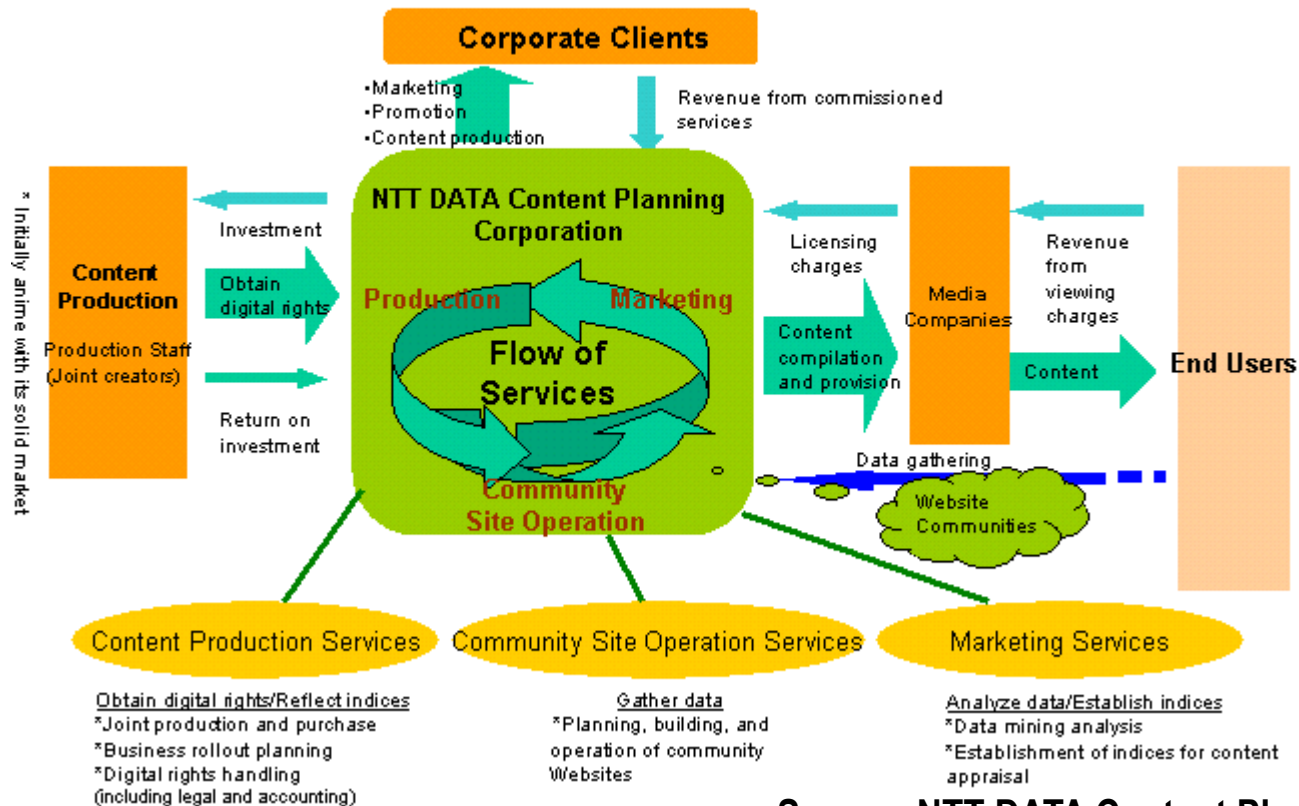 Corporate Clients
•Marketing
•Promotion
•Content production
Revenue from commissioned
services
* Initially anime with its solid market
Content
Production
Production Staff
(Joint creators)
Investment
Obtain
digital rights
Return on
investment
NTT DATA Content Planning
Corporation
Production
Marketing
Flow of
Services
Community
Site Operation
Licensing
charges
Content
compilation
and provision
Media
Companies
Revenue
from
viewing
charges
Content
End Users
Data gathering
Website
Communities
Content Production Services
Obtain digital rights/Reflect indices
*Joint production and purchase
*Business rollout planning
*Digital rights handling
(including legal and accounting)
Community Site Operation Services
Gather data
*Planning, building, and
operation of community
Websites
Marketing Services
Analyze data/Establish indices
*Data mining analysis
*Establishment of indices for content
appraisal
NTT DATA Content